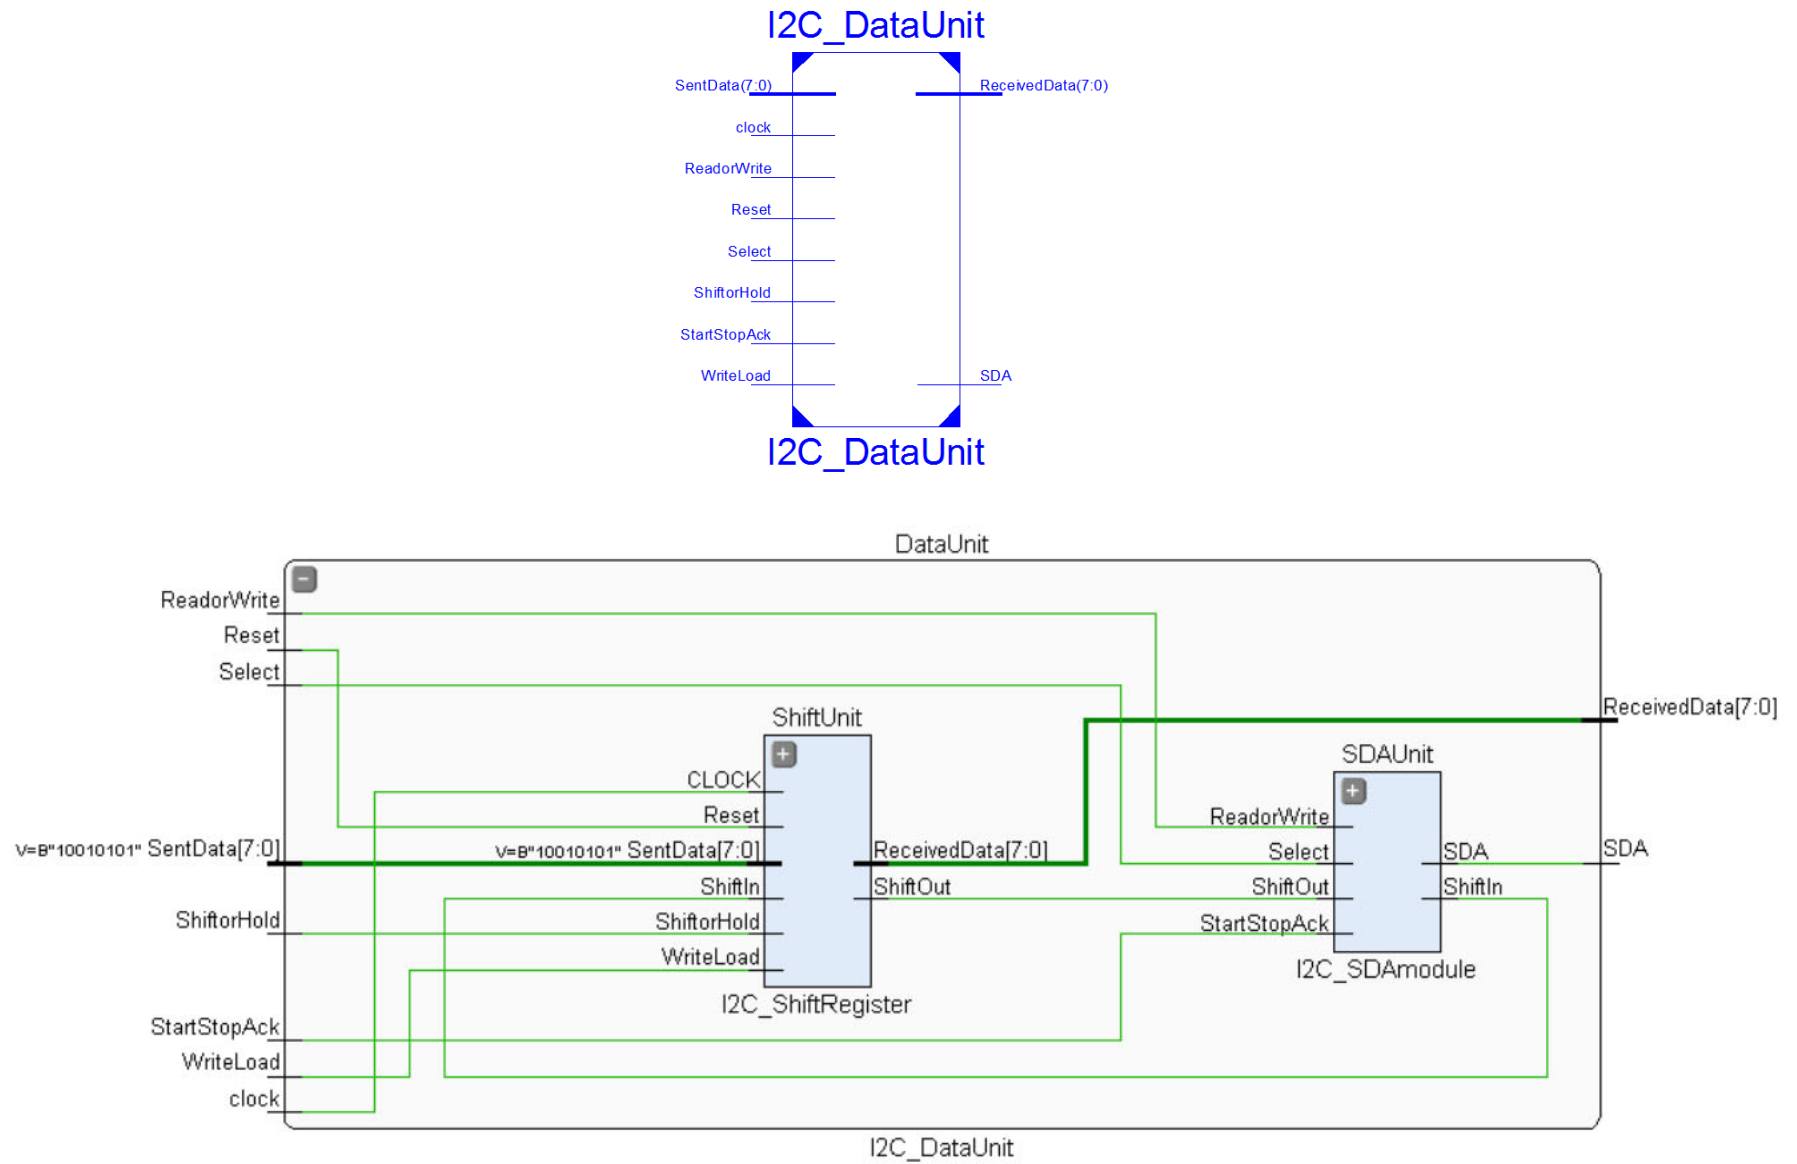 I2C_DataUnit
SentData(7:0)
ReceivedData(7:0)
clock
ReadorWrite
Reset
Select
ShiftorHold
StartStopAck
WriteLoad
SDA
I2C_DataUnit
DataUnit
ReadorWrite
Reset
Select
V=B"10010101" SentData[7:0]
ShiftorHold
StartStopAck
WriteLoad
clock
ShiftUnit
CLOCK
Reset
V=B"10010101" SentData[7:0]
ShiftIn
ShiftorHold
WriteLoad
ReceivedData[7:0]
ShiftOut
I2C_ShiftRegister
SDAUnit
ReadorWrite
Select
ShiftOut
StartStopAck
SDA
ShiftIn
I2C_SDAmodule
ReceivedData[7:0]
SDA
I2C_DataUnit